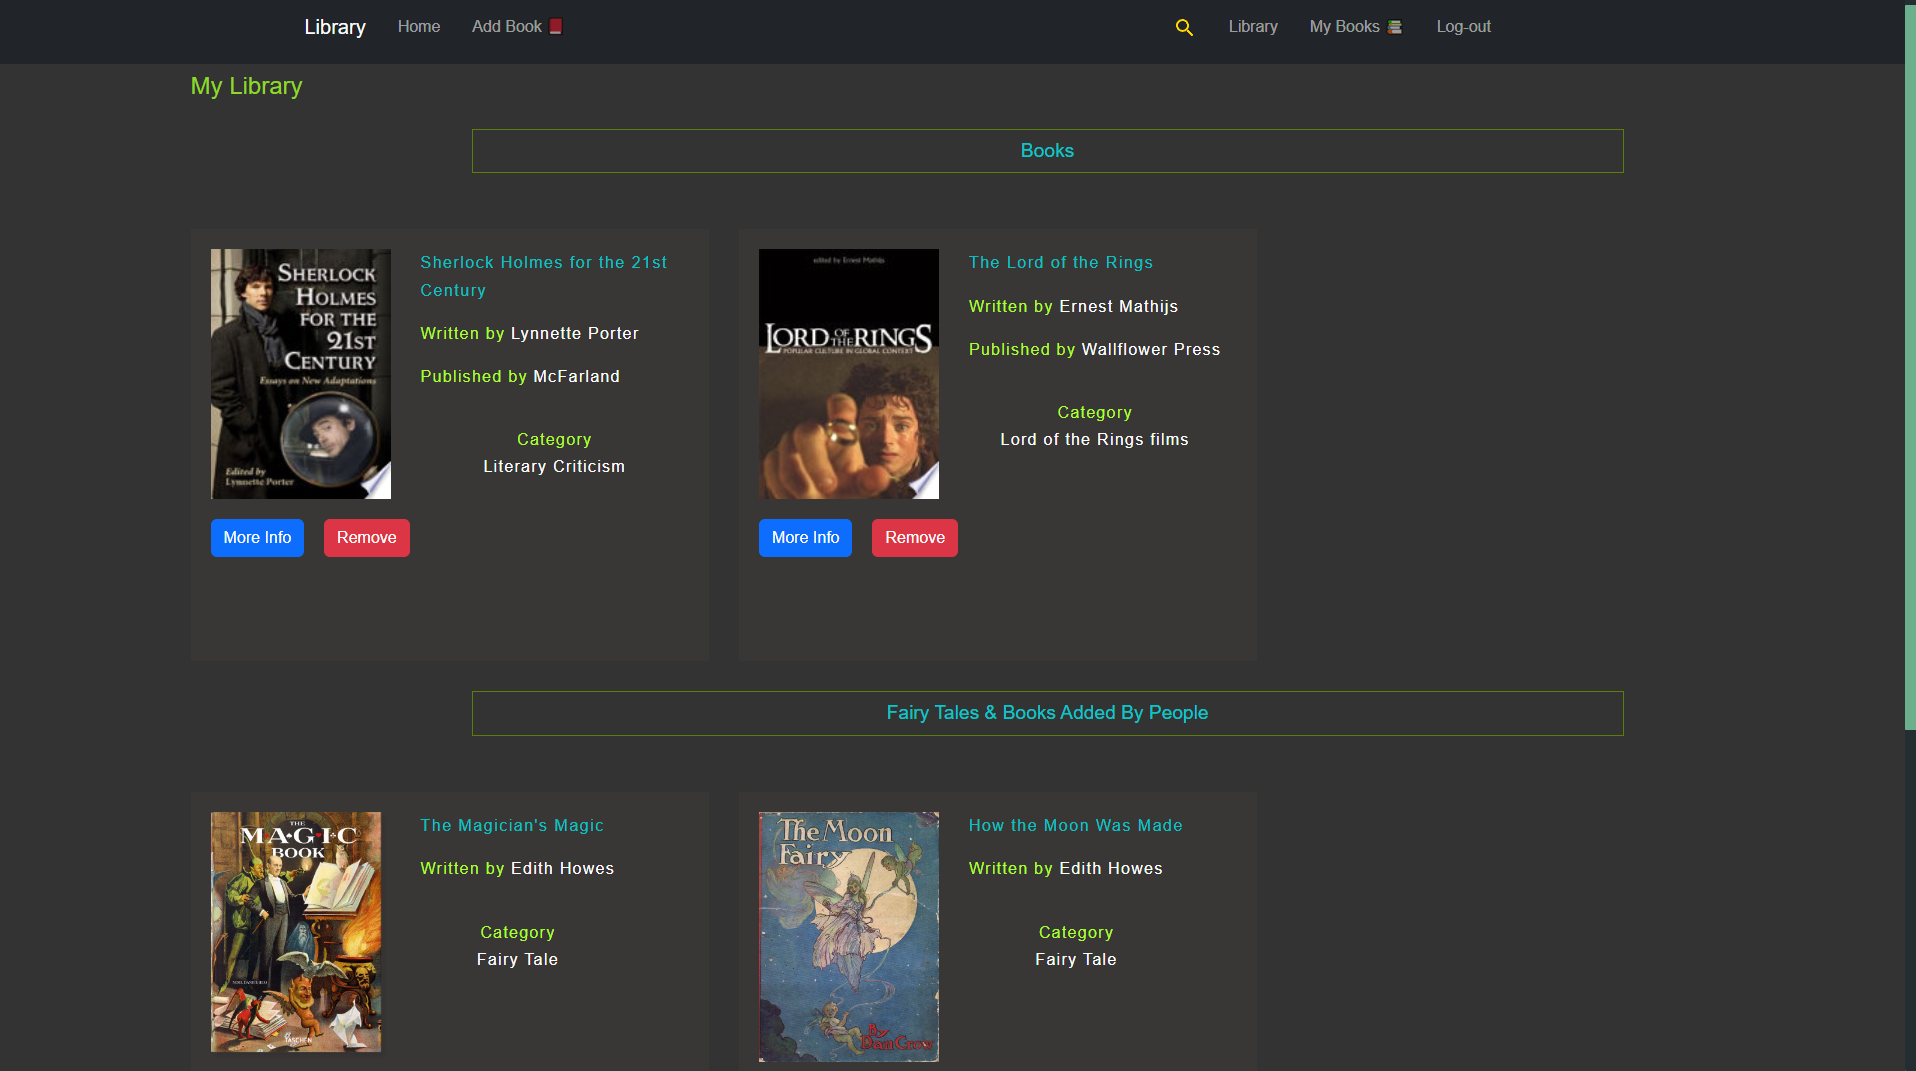 Library
Home
Add Book
Library
My Books
Log-out
My Library
Books
SHERLOCK
HOLMES
FOR THE
21ST
CENTURY
Essays on New Adaptations
Edited by
Lynnette Porter
Sherlock Holmes for the 21st
Century
Written by Lynnette Porter
Published by McFarland
Category
Literary Criticism
More Info
Remove
edited by Ernest Mathijs
LORD OF THE RINGS
POPULAR CULTURE IN GLOBAL CONTEXT
The Lord of the Rings
Written by Ernest Mathijs
Published by Wallflower Press
Category
Lord of the Rings films
More Info
Remove
Fairy Tales & Books Added By People
THE
MAGIC
BOOK
TASCHEN
The Magician's Magic
Written by Edith Howes
Category
Fairy Tale
The Moon
Fairy
By
Dean Crow
How the Moon Was Made
Written by Edith Howes
Category
Fairy Tale